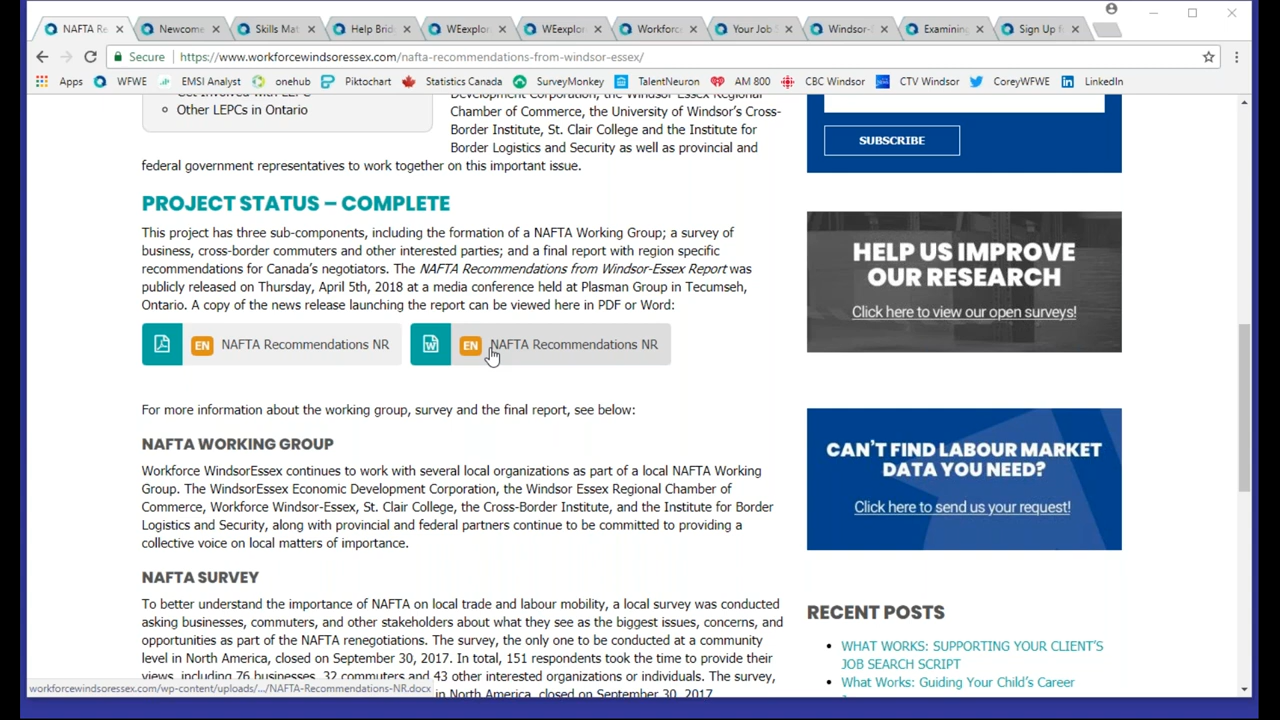 NAFTA Re
Newcome
Skills Mat
Help Brid
WExplor
WExplor
Workforc
Your Job S
Windsor-
Examining
Sign Up f
Secure
https://www.workforcewindsoressex.com/nafta-recommendations-from-windsor-essex/
Apps
WFWE
EMSI Analyst
onehub
Piktochart
Statistics Canada
SurveyMonkey
TalentNeuron
AM 800
CBC Windsor
CTV Windsor
CoreyWFWE
LinkedIn
Get Involved with LEPC
Other LEPCs in Ontario
Development Corporation, the Windsor-Essex Regional
Chamber of Commerce, the University of Windsor's Cross-
Border Institute, St. Clair College and the Institute for
Border Logistics and Security as well as provincial and
federal government representatives to work together on this important issue.
PROJECT STATUS – COMPLETE
This project has three sub-components, including the formation of a NAFTA Working Group; a survey of
business, cross-border commuters and other interested parties; and a final report with region specific
recommendations for Canada's negotiators. The NAFTA Recommendations from Windsor-Essex Report was
publicly released on Thursday, April 5th, 2018 at a media conference held at Plasman Group in Tecumseh,
Ontario. A copy of the news release launching the report can be viewed here in PDF or Word:
EN NAFTA Recommendations NR
W EN NAFTA Recommendations NR
For more information about the working group, survey and the final report, see below:
NAFTA WORKING GROUP
Workforce WindsorEssex continues to work with several local organizations as part of a local NAFTA Working
Group. The WindsorEssex Economic Development Corporation, the Windsor Essex Regional Chamber of
Commerce, Workforce Windsor-Essex, St. Clair College, the Cross-Border Institute, and the Institute for Border
Logistics and Security, along with provincial and federal partners continue to be committed to providing a
collective voice on local matters of importance.
NAFTA SURVEY
To better understand the importance of NAFTA on local trade and labour mobility, a local survey was conducted
asking businesses, commuters, and other stakeholders about what they see as the biggest issues, concerns, and
opportunities as part of the NAFTA renegotiations. The survey, the only one to be conducted at a community
level in North America, closed on September 30, 2017. In total, 151 respondents took the time to provide their
views, including 76 businesses, 32 commuters and 43 other interested organizations or individuals. The survey,
in North America, closed on September 30, 2017.
workforcewindsoressex.com/wp-content/uploads/.../NAFTA-Recommendations-NR.docx
SUBSCRIBE
HELP US IMPROVE
OUR RESEARCH
Click here to view our open surveys!
CAN'T FIND LABOUR MARKET
DATA YOU NEED?
Click here to send us your request!
RECENT POSTS
WHAT WORKS: SUPPORTING YOUR CLIENT'S
JOB SEARCH SCRIPT
What Works: Guiding Your Child's Career